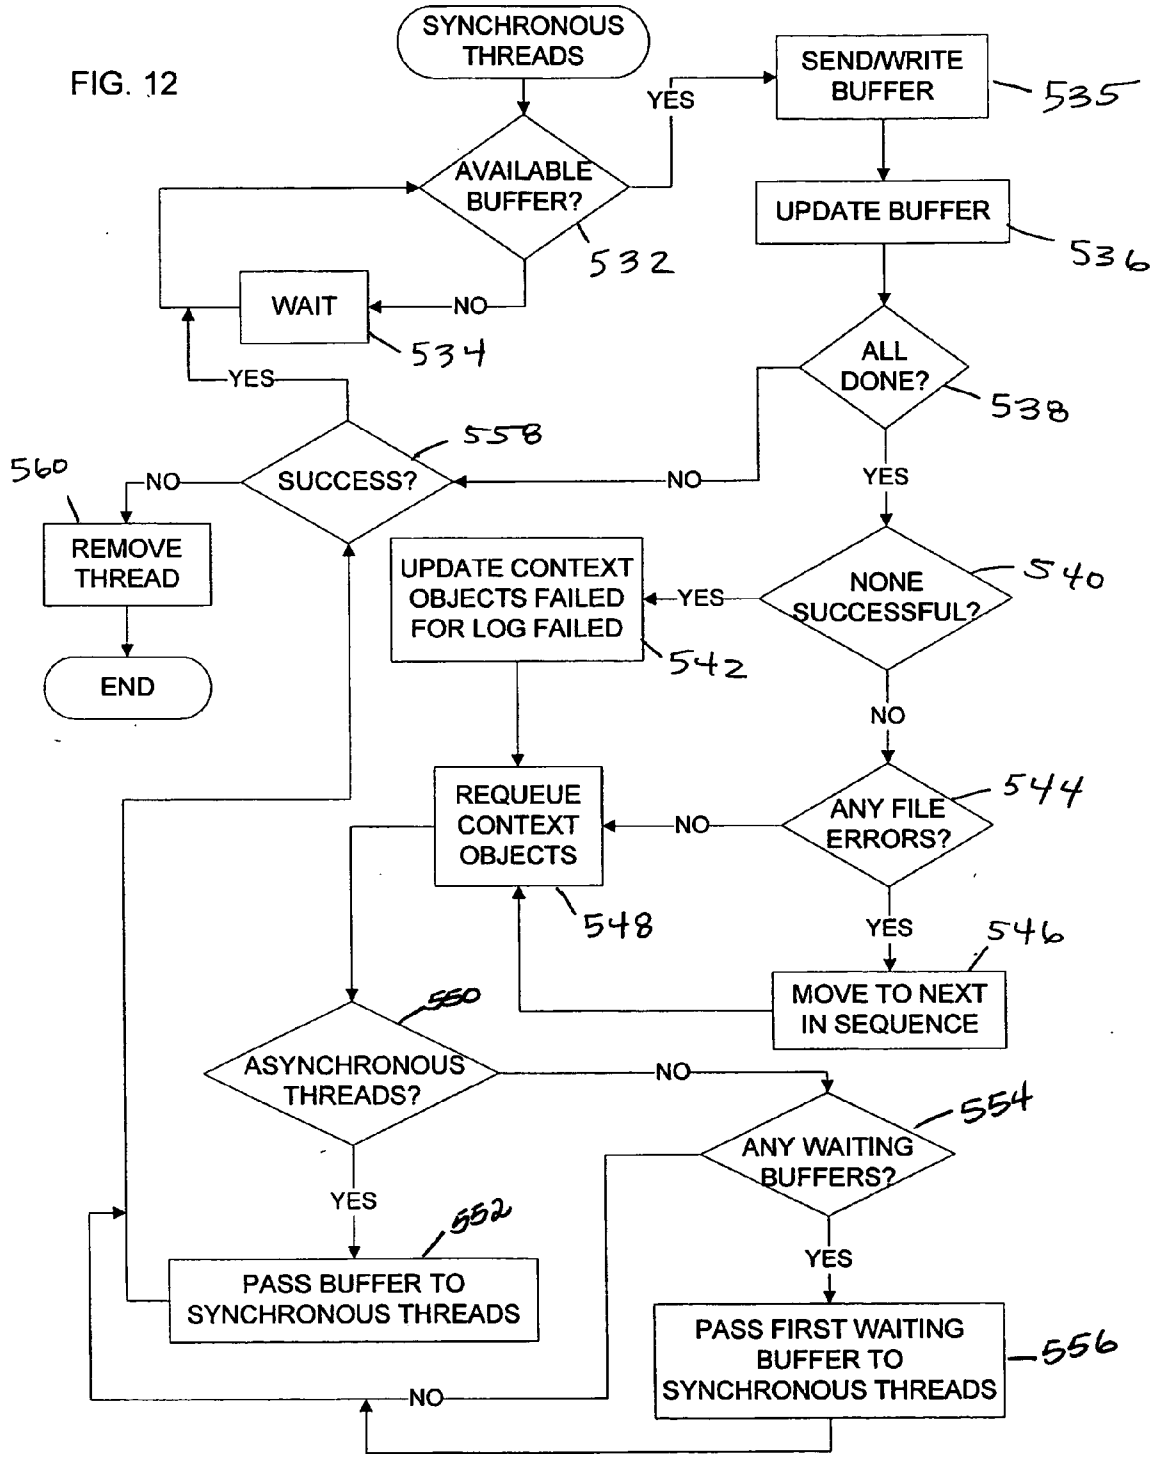 FIG. 12
SYNCHRONOUS
THREADS
AVAILABLE
BUFFER?
532
YES
SEND/WRITE
BUFFER
535
UPDATE BUFFER
536
NO
WAIT
534
ALL
DONE?
538
YES
558
SUCCESS?
NO
NO
560
REMOVE
THREAD
END
YES
NONE
SUCCESSFUL?
540
YES
UPDATE CONTEXT
OBJECTS FAILED
FOR LOG FAILED
542
NO
ANY FILE
ERRORS?
544
NO
REQUEUE
CONTEXT
OBJECTS
548
YES
546
MOVE TO NEXT
IN SEQUENCE
550
ASYNCHRONOUS
THREADS?
NO
554
ANY WAITING
BUFFERS?
YES
552
PASS BUFFER TO
SYNCHRONOUS THREADS
YES
PASS FIRST WAITING
BUFFER TO
SYNCHRONOUS THREADS
556
NO